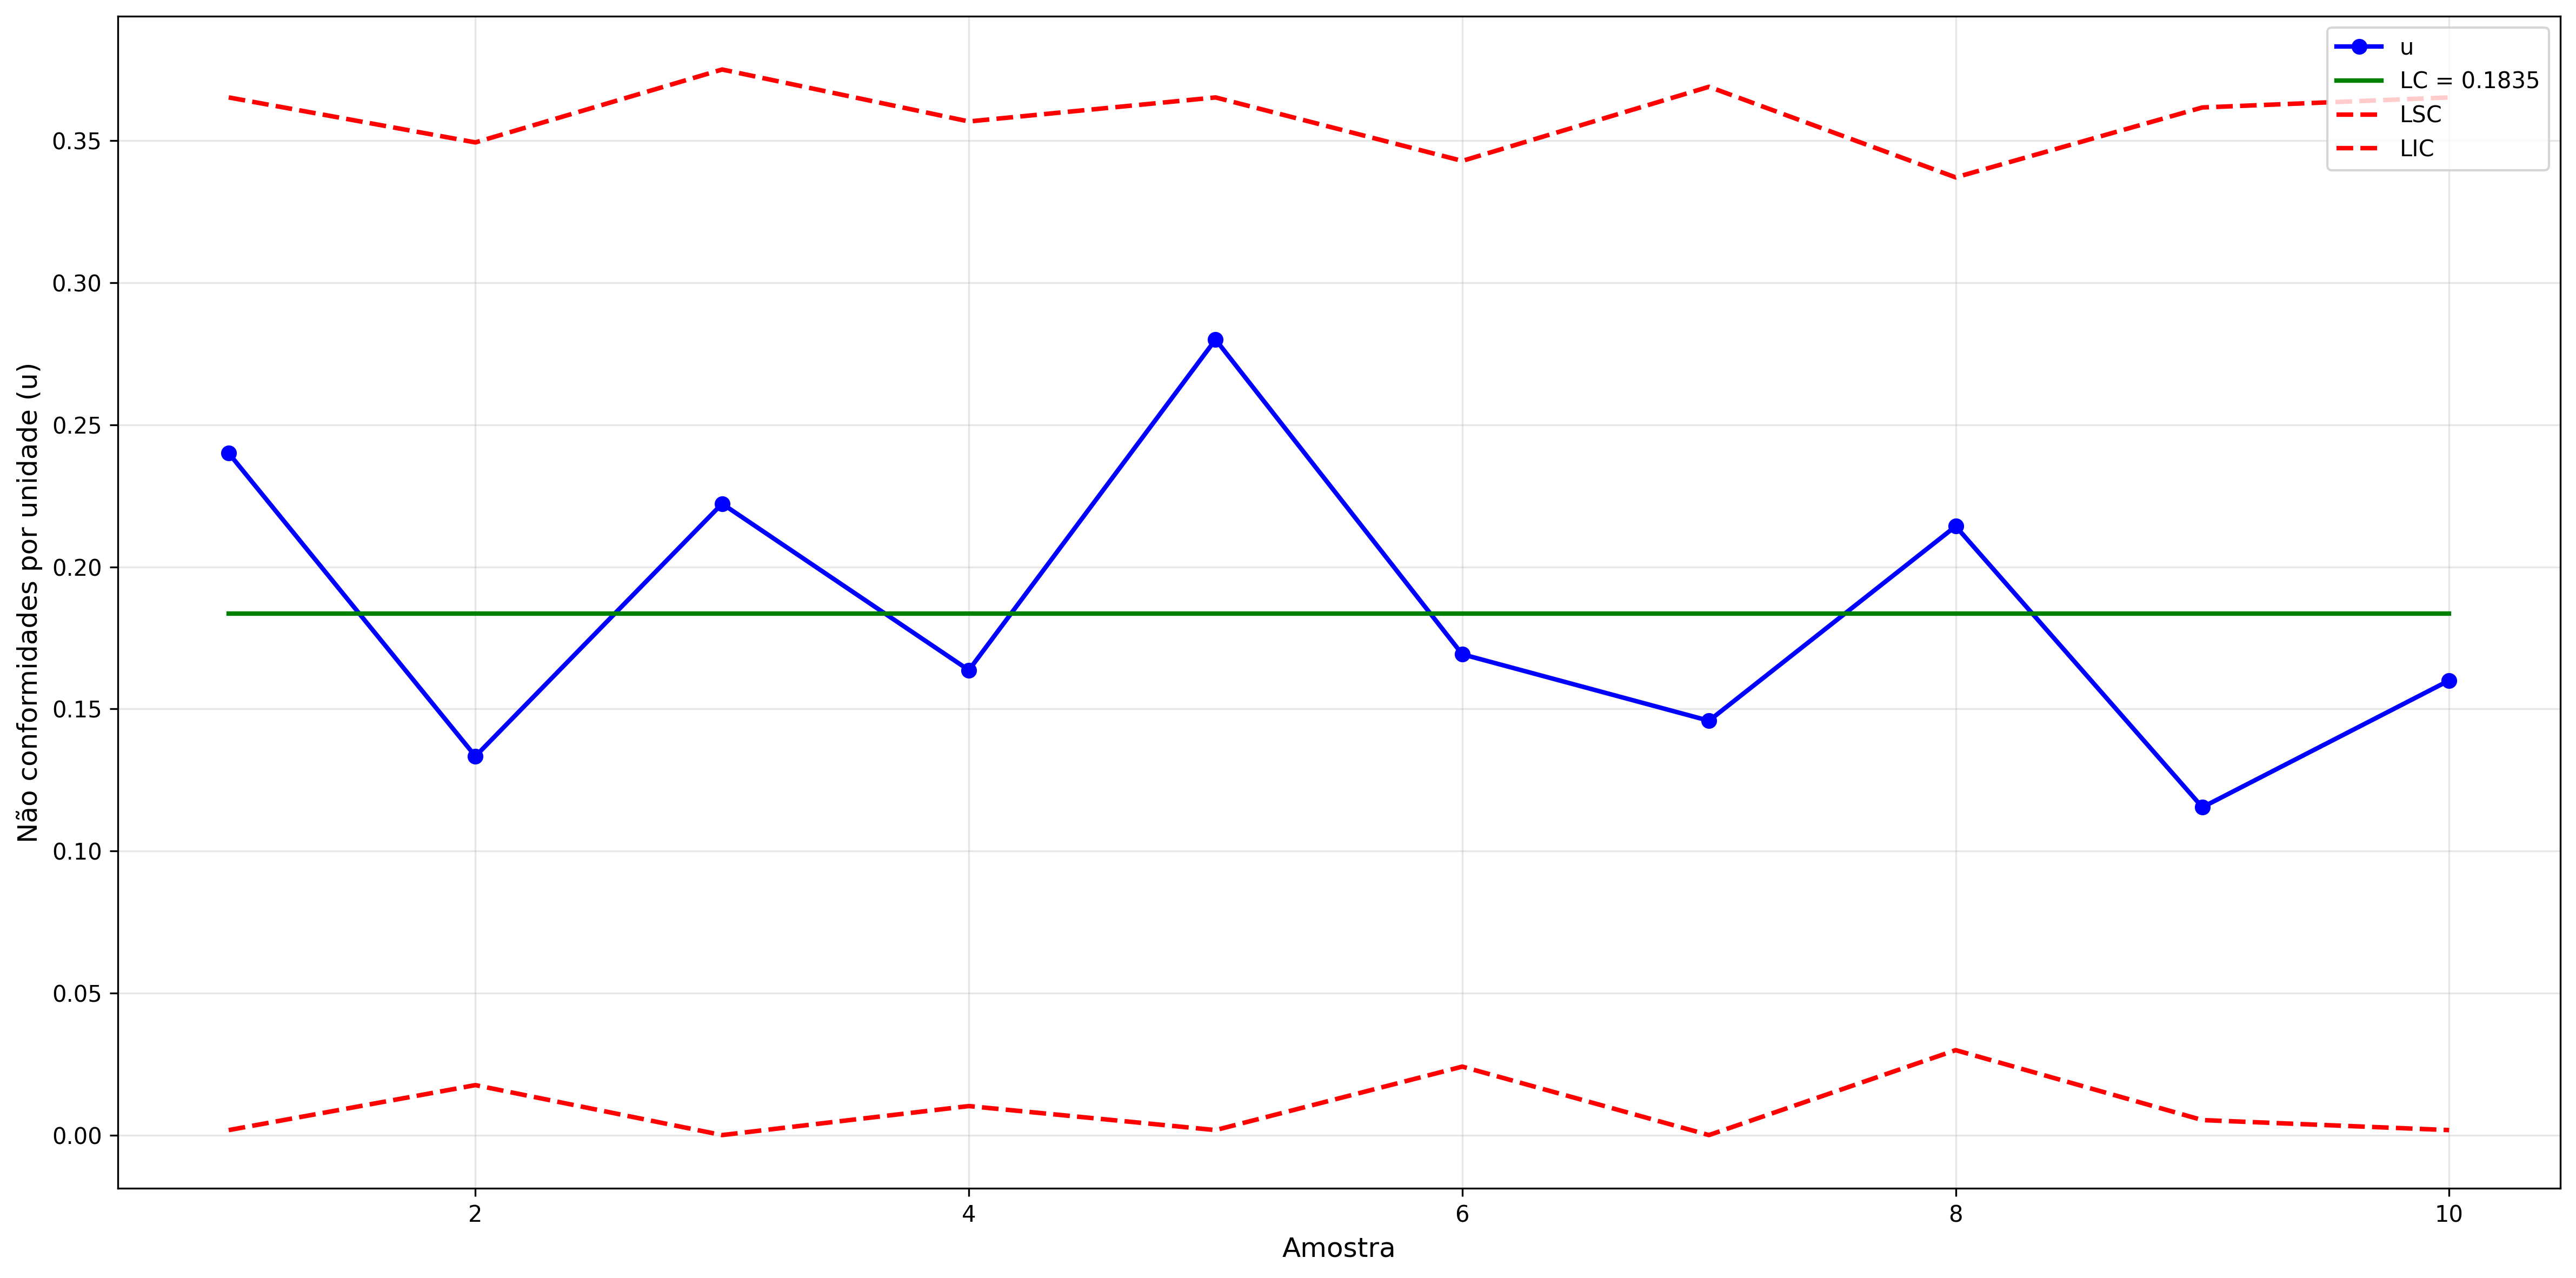 u
LC = 0.1835
LSC
LIC
Não conformidades por unidade (u)
0.35
0.30
0.25
0.20
0.15
0.10
0.05
0.00
2 4 6 8 10
Amostra